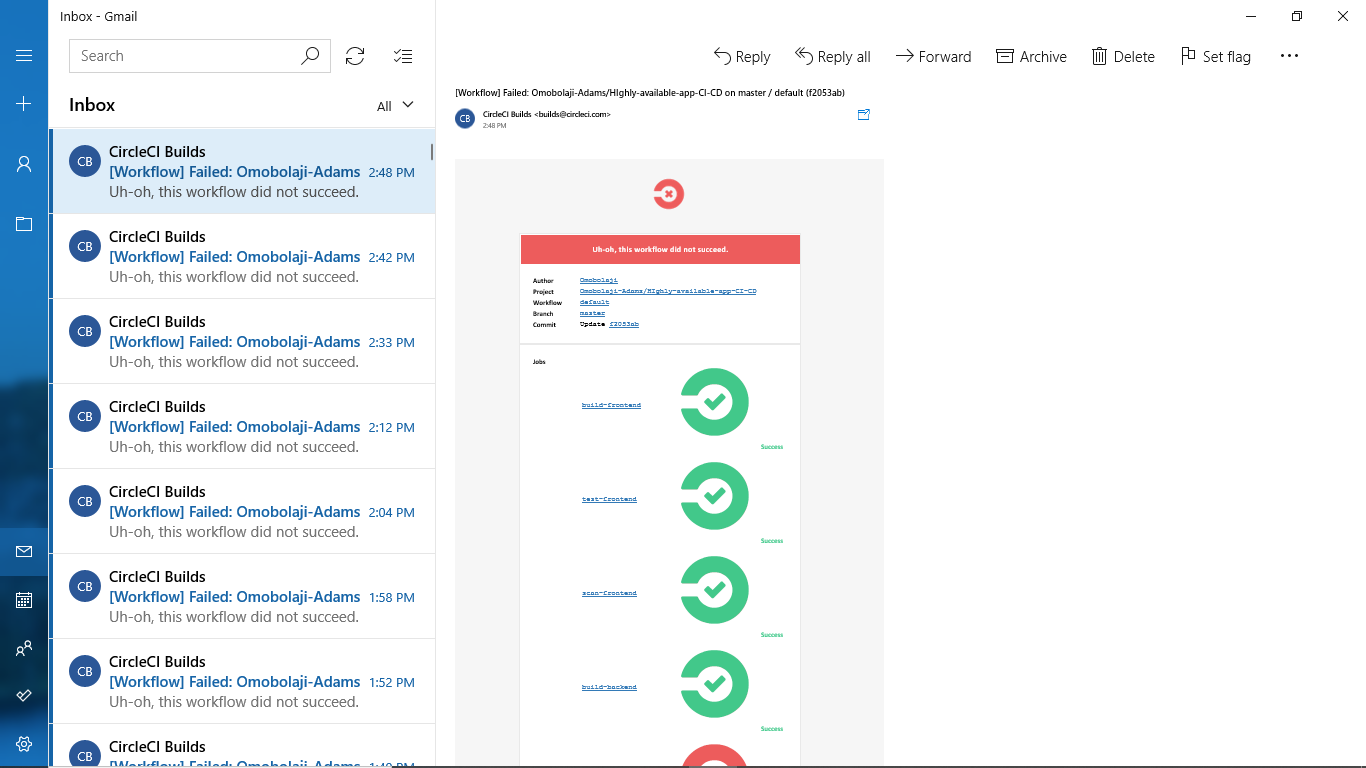 Inbox - Gmail
Search
Inbox
All
CB
CircleCI Builds
[Workflow] Failed: Omobolaji-Adams 2:48 PM
Uh-oh, this workflow did not succeed.
CB
CircleCI Builds
[Workflow] Failed: Omobolaji-Adams 2:42 PM
Uh-oh, this workflow did not succeed.
CB
CircleCI Builds
[Workflow] Failed: Omobolaji-Adams 2:33 PM
Uh-oh, this workflow did not succeed.
CB
CircleCI Builds
[Workflow] Failed: Omobolaji-Adams 2:12 PM
Uh-oh, this workflow did not succeed.
CB
CircleCI Builds
[Workflow] Failed: Omobolaji-Adams 2:04 PM
Uh-oh, this workflow did not succeed.
CB
CircleCI Builds
[Workflow] Failed: Omobolaji-Adams 1:58 PM
Uh-oh, this workflow did not succeed.
CB
CircleCI Builds
[Workflow] Failed: Omobolaji-Adams 1:52 PM
Uh-oh, this workflow did not succeed.
CB
CircleCI Builds
[Workflow] Failed: Omobolaji-Adams
Reply Reply all Forward Archive Delete Set flag
[Workflow] Failed: Omobolaji-Adams/HIghly-available-app-CI-CD on master / default (f2053ab)
CB
CircleCI Builds <builds@circleci.com>
2:48 PM
Uh-oh, this workflow did not succeed.
Author Omobolaji
Project Omobolaji-Adams/HIghly-available-app-CI-CD
Workflow default
Branch master
Commit Update f2053ab
Jobs
build-frontend
Success
test-frontend
Success
scan-frontend
Success
build-backend
Success